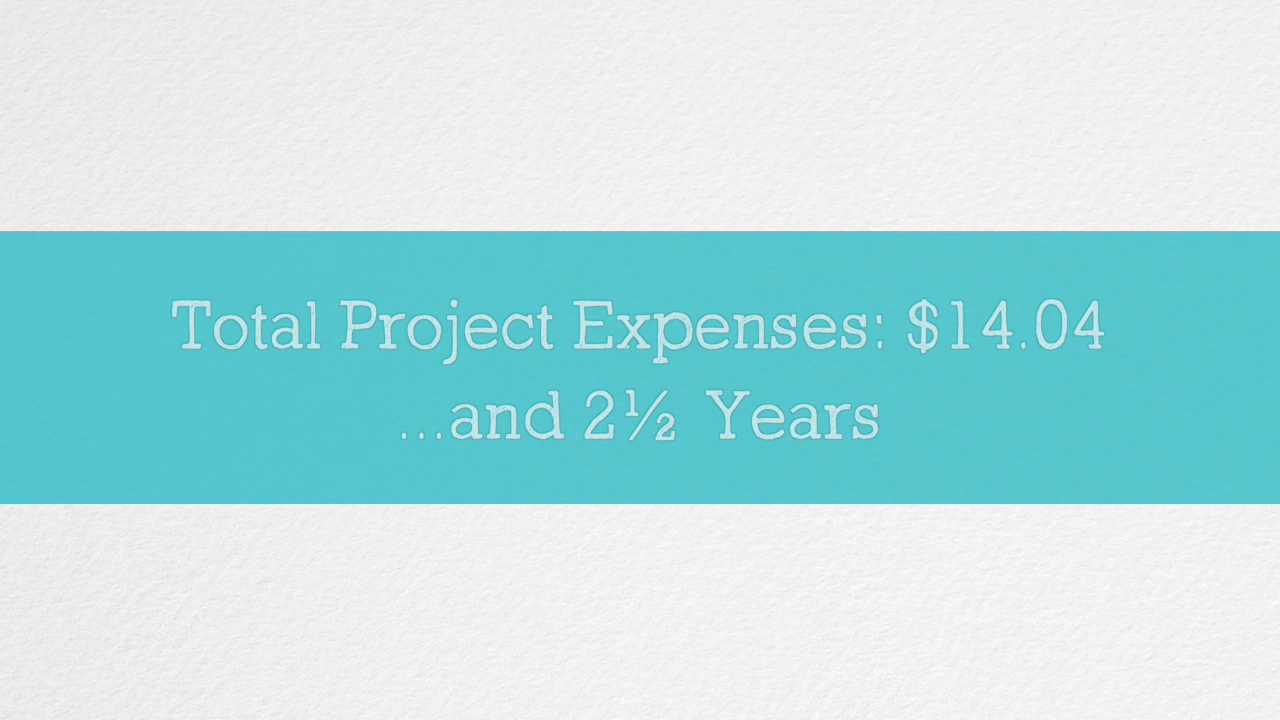 Total Project Expenses: $14.04
...and 2½ Years